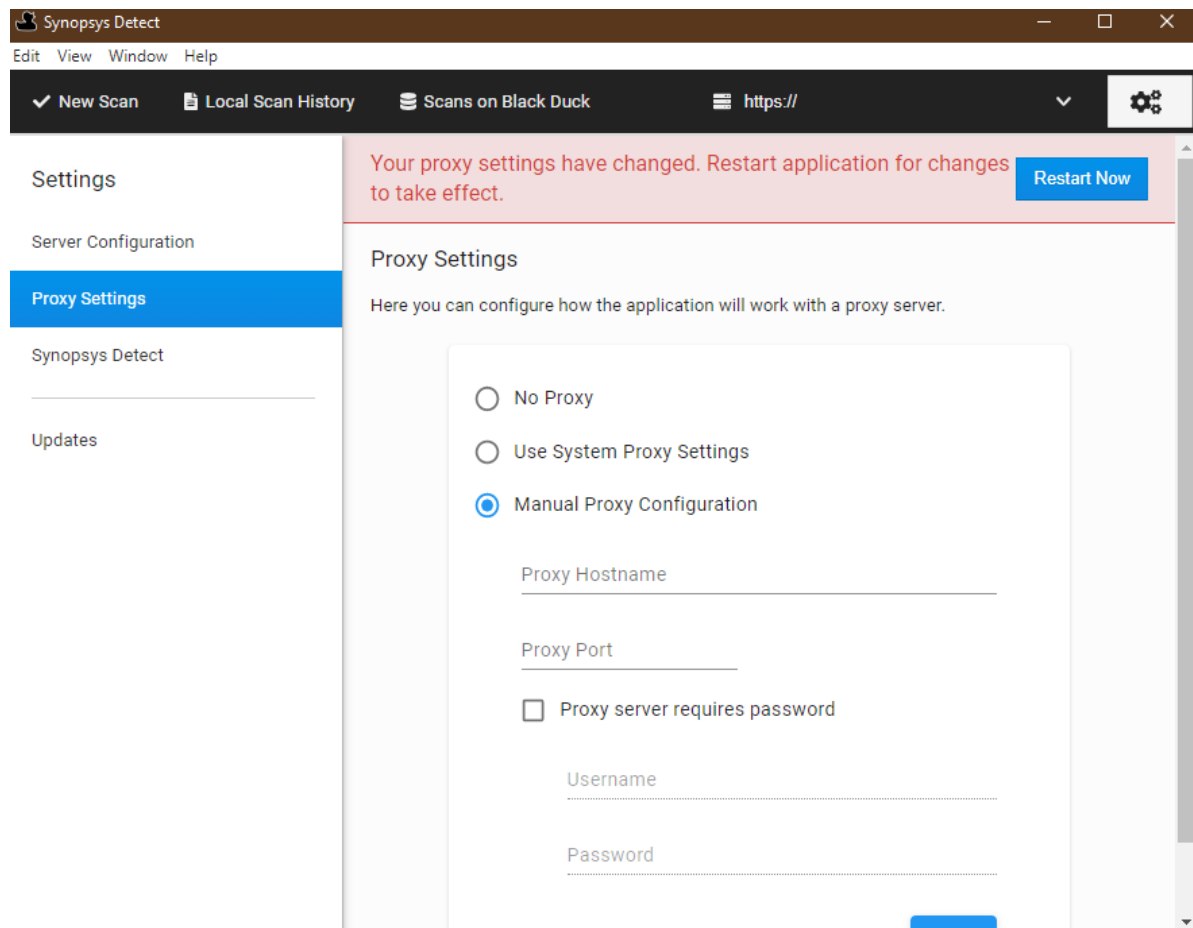 Synopsys Detect
Edit View Window Help
New Scan Local Scan History Scans on Black Duck https://
Settings
Server Configuration
Proxy Settings
Synopsys Detect
Updates
Your proxy settings have changed. Restart application for changes
to take effect.
Restart Now
Proxy Settings
Here you can configure how the application will work with a proxy server.
No Proxy
Use System Proxy Settings
Manual Proxy Configuration
Proxy Hostname
Proxy Port
Proxy server requires password
Username
Password